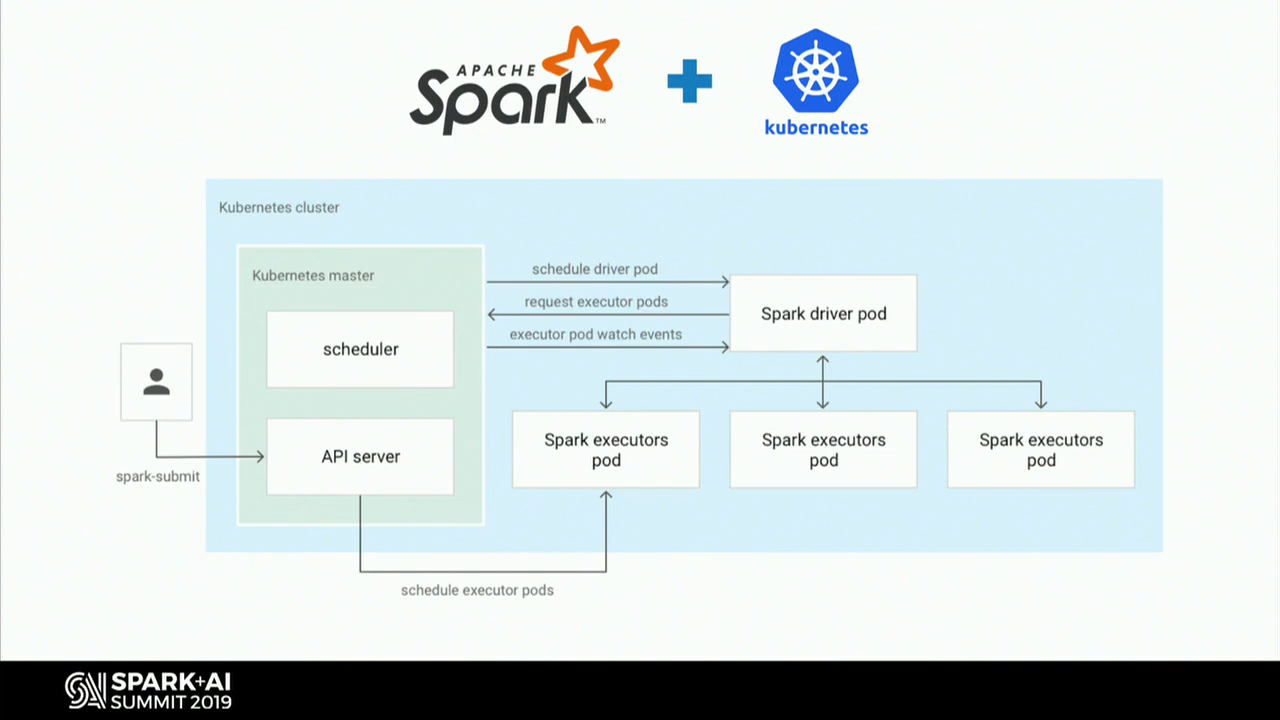 APACHE
Spark™
kubernetes
Kubernetes cluster
Kubernetes master
scheduler
API server
spark-submit
schedule driver pod
request executor pods
executor pod watch events
Spark driver pod
Spark executors
pod
Spark executors
pod
Spark executors
pod
schedule executor pods
SPARK+AI
SUMMIT 2019